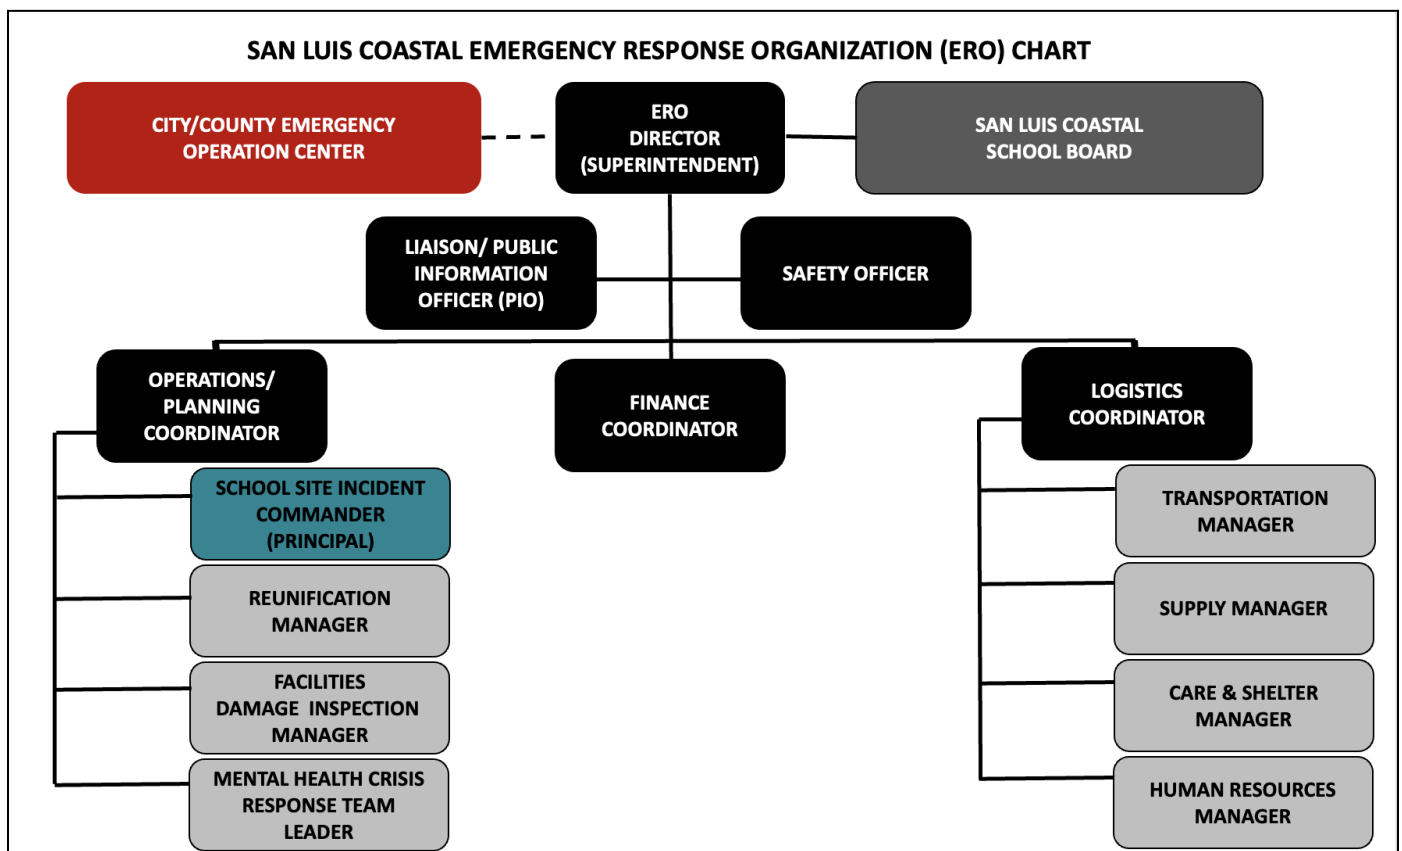 SAN LUIS COASTAL EMERGENCY RESPONSE ORGANIZATION (ERO) CHART
CITY/COUNTY EMERGENCY
OPERATION CENTER
ERO
DIRECTOR
(SUPERINTENDENT)
SAN LUIS COASTAL
SCHOOL BOARD
LIAISON/ PUBLIC
INFORMATION
OFFICER (PIO)
SAFETY OFFICER
OPERATIONS/
PLANNING
COORDINATOR
FINANCE
COORDINATOR
LOGISTICS
COORDINATOR
SCHOOL SITE INCIDENT
COMMANDER
(PRINCIPAL)
REUNIFICATION
MANAGER
FACILITIES
DAMAGE INSPECTION
MANAGER
MENTAL HEALTH CRISIS
RESPONSE TEAM
LEADER
TRANSPORTATION
MANAGER
SUPPLY MANAGER
CARE & SHELTER
MANAGER
HUMAN RESOURCES
MANAGER